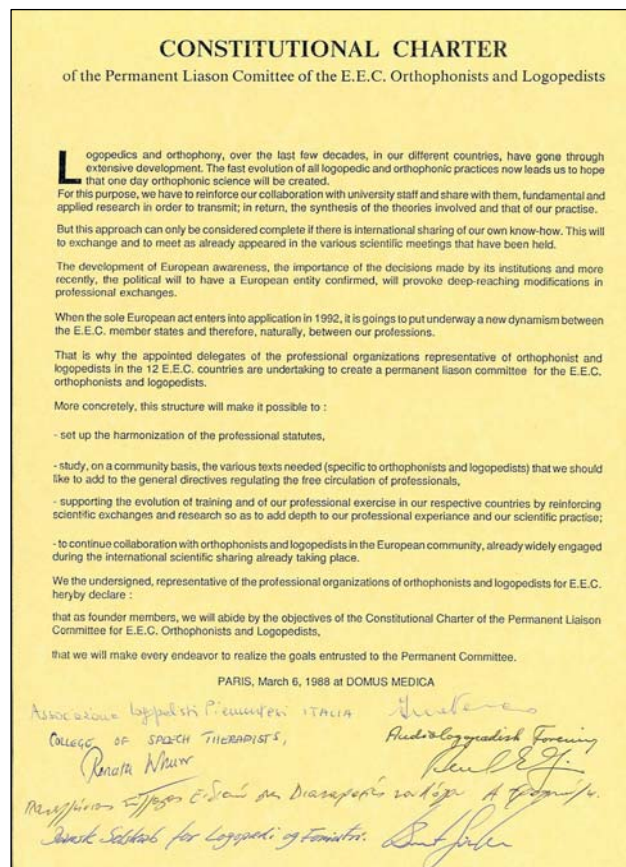 CONSTITUTIONAL CHARTER
of the Permanent Liason Comittee of the E.E.C. Orthophonists and Logopedists
Logopedics and orthophony, over the last few decades, in our different countries, have gone through
extensive development. The fast evolution of all logopedic and orthophonic practices now leads us to hope
that one day orthophonic science will be created.
For this purpose, we have to reinforce our collaboration with university staff and share with them, fundamental and
applied research in order to transmit; in return, the synthesis of the theories involved and that of our practise.
But this approach can only be considered complete if there is international sharing of our own know-how. This will
to exchange and to meet as already appeared in the various scientific meetings that have been held.
The development of European awareness, the importance of the decisions made by its institutions and more
recently, the political will to have a European entity confirmed, will provoke deep-reaching modifications in
professional exchanges.
When the sole European act enters into application in 1992, it is goings to put underway a new dynamism between
the E.E.C. member states and therefore, naturally, between our professions.
That is why the appointed delegates of the professional organizations representative of orthophonist and
logopedists in the 12 E.E.C. countries are undertaking to create a permanent liason committee for the E.E.C.
orthophonists and logopedists.
More concretely, this structure will make it possible to :
- set up the harmonization of the professional statutes,
- study, on a community basis, the various texts needed (specific to orthophonists and logopedists) that we should
like to add to the general directives regulating the free circulation of professionals,
- supporting the evolution of training and of our professional exercise in our respective countries by reinforcing
scientific exchanges and research so as to add depth to our professional experiance and our scientific practise;
- to continue collaboration with orthophonists and logopedists in the European community, already widely engaged
during the international scientific sharing already taking place.
We the undersigned, representative of the professional organizations of orthophonists and logopedists for E.E.C.
heryby declare :
that as founder members, we will abide by the objectives of the Constitutional Charter of the Permanent Liaison
Committee for E.E.C. Orthophonists and Logopedists,
that we will make every endeavor to realize the goals entrusted to the Permanent Committee.
PARIS, March 6, 1988 at DOMUS MEDICA
Associazione Logopedisti Piemontesi ITALIA
COLLEGE OF SPEECH THERAPISTS,
Audiologopædisk Forening
Renata Whurr
Dansk Selskab for Logopedi og Foniatri.